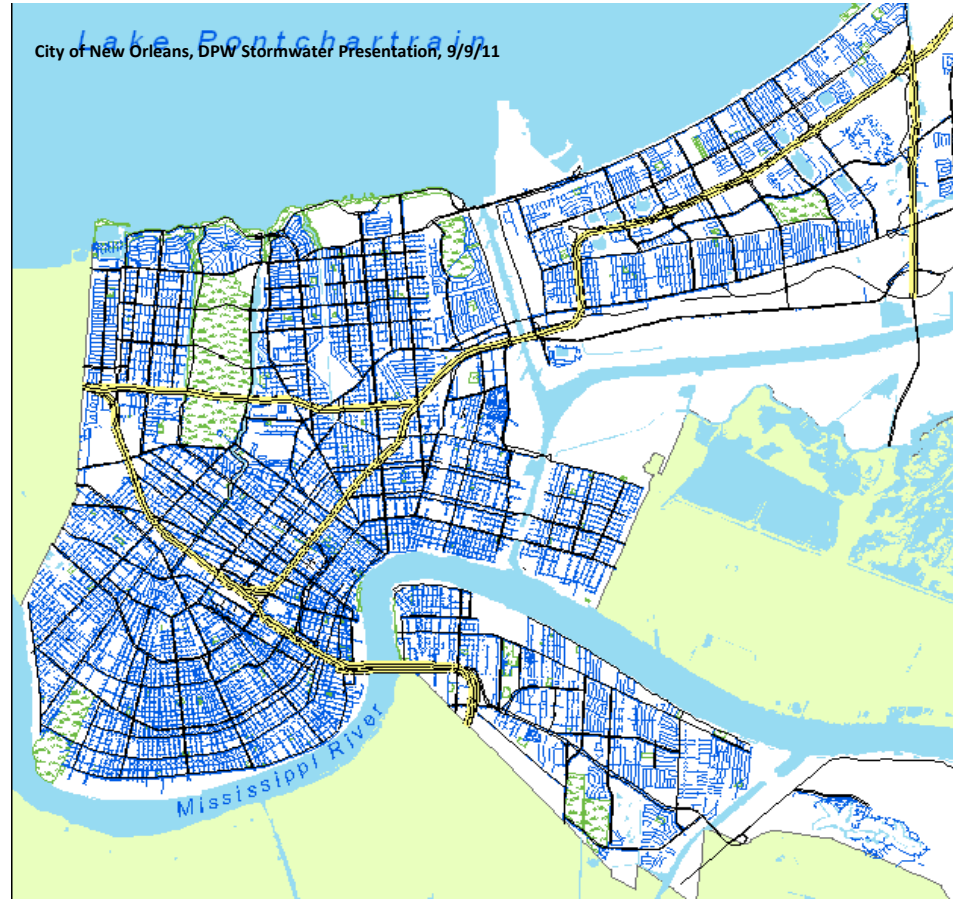 Lake Pontchartrain
City of New Orleans, DPW Stormwater Presentation, 9/9/11
Mississippi River